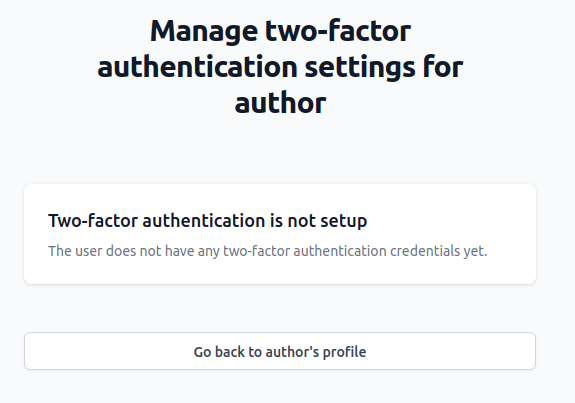 Manage two-factor
authentication settings for
author
Two-factor authentication is not setup
The user does not have any two-factor authentication credentials yet.
Go back to author's profile